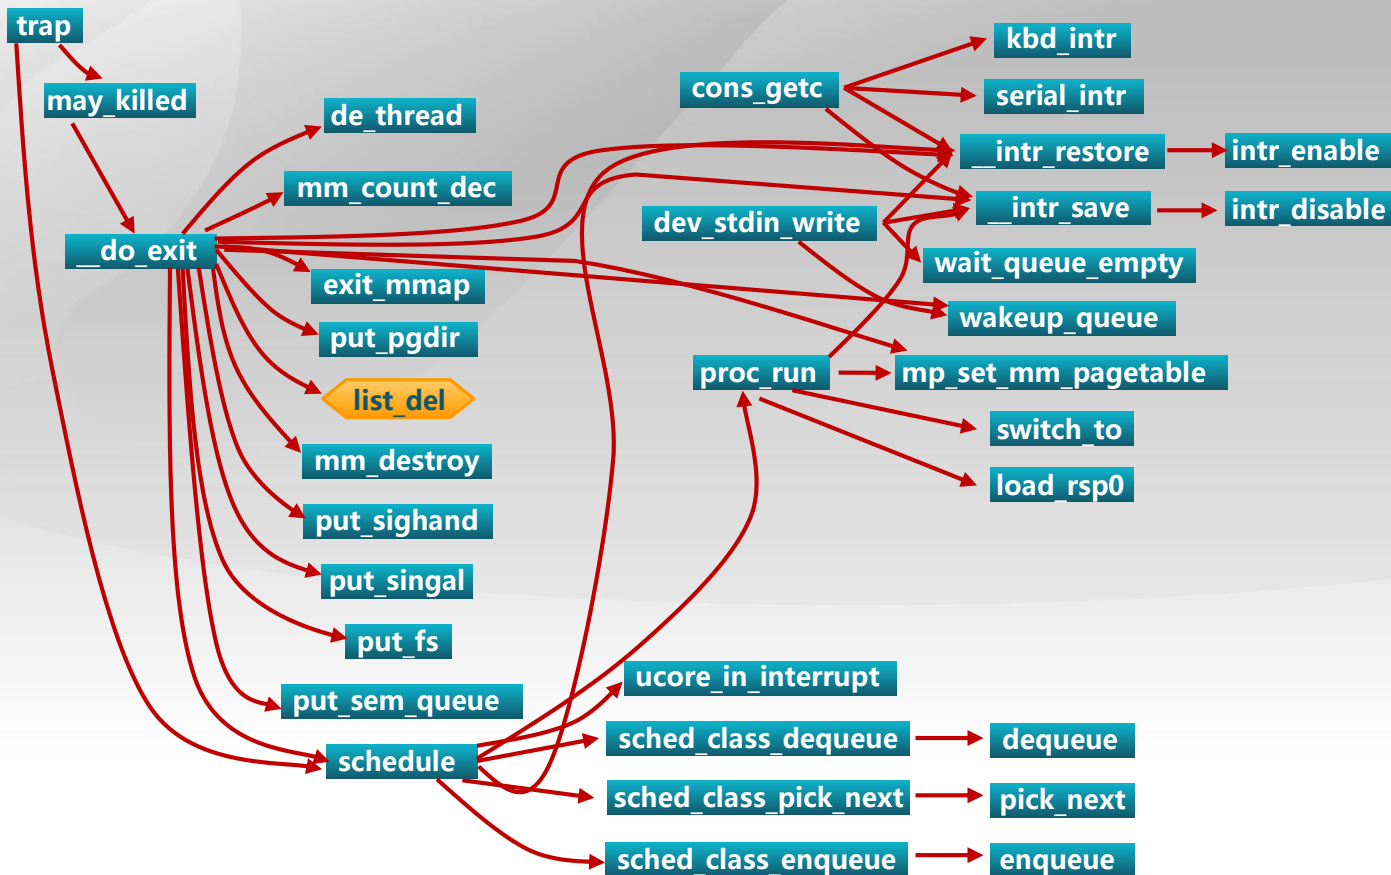 trap
may_killed
__do_exit
de_thread
mm_count_dec
exit_mmap
put_pgdir
list_del
mm_destroy
put_sighand
put_singal
put_fs
put_sem_queue
schedule
cons_getc
dev_stdin_write
proc_run
kbd_intr
serial_intr
__intr_restore
intr_enable
__intr_save
intr_disable
wait_queue_empty
wakeup_queue
mp_set_mm_pagetable
switch_to
load_rsp0
ucore_in_interrupt
sched_class_dequeue
dequeue
sched_class_pick_next
pick_next
sched_class_enqueue
enqueue